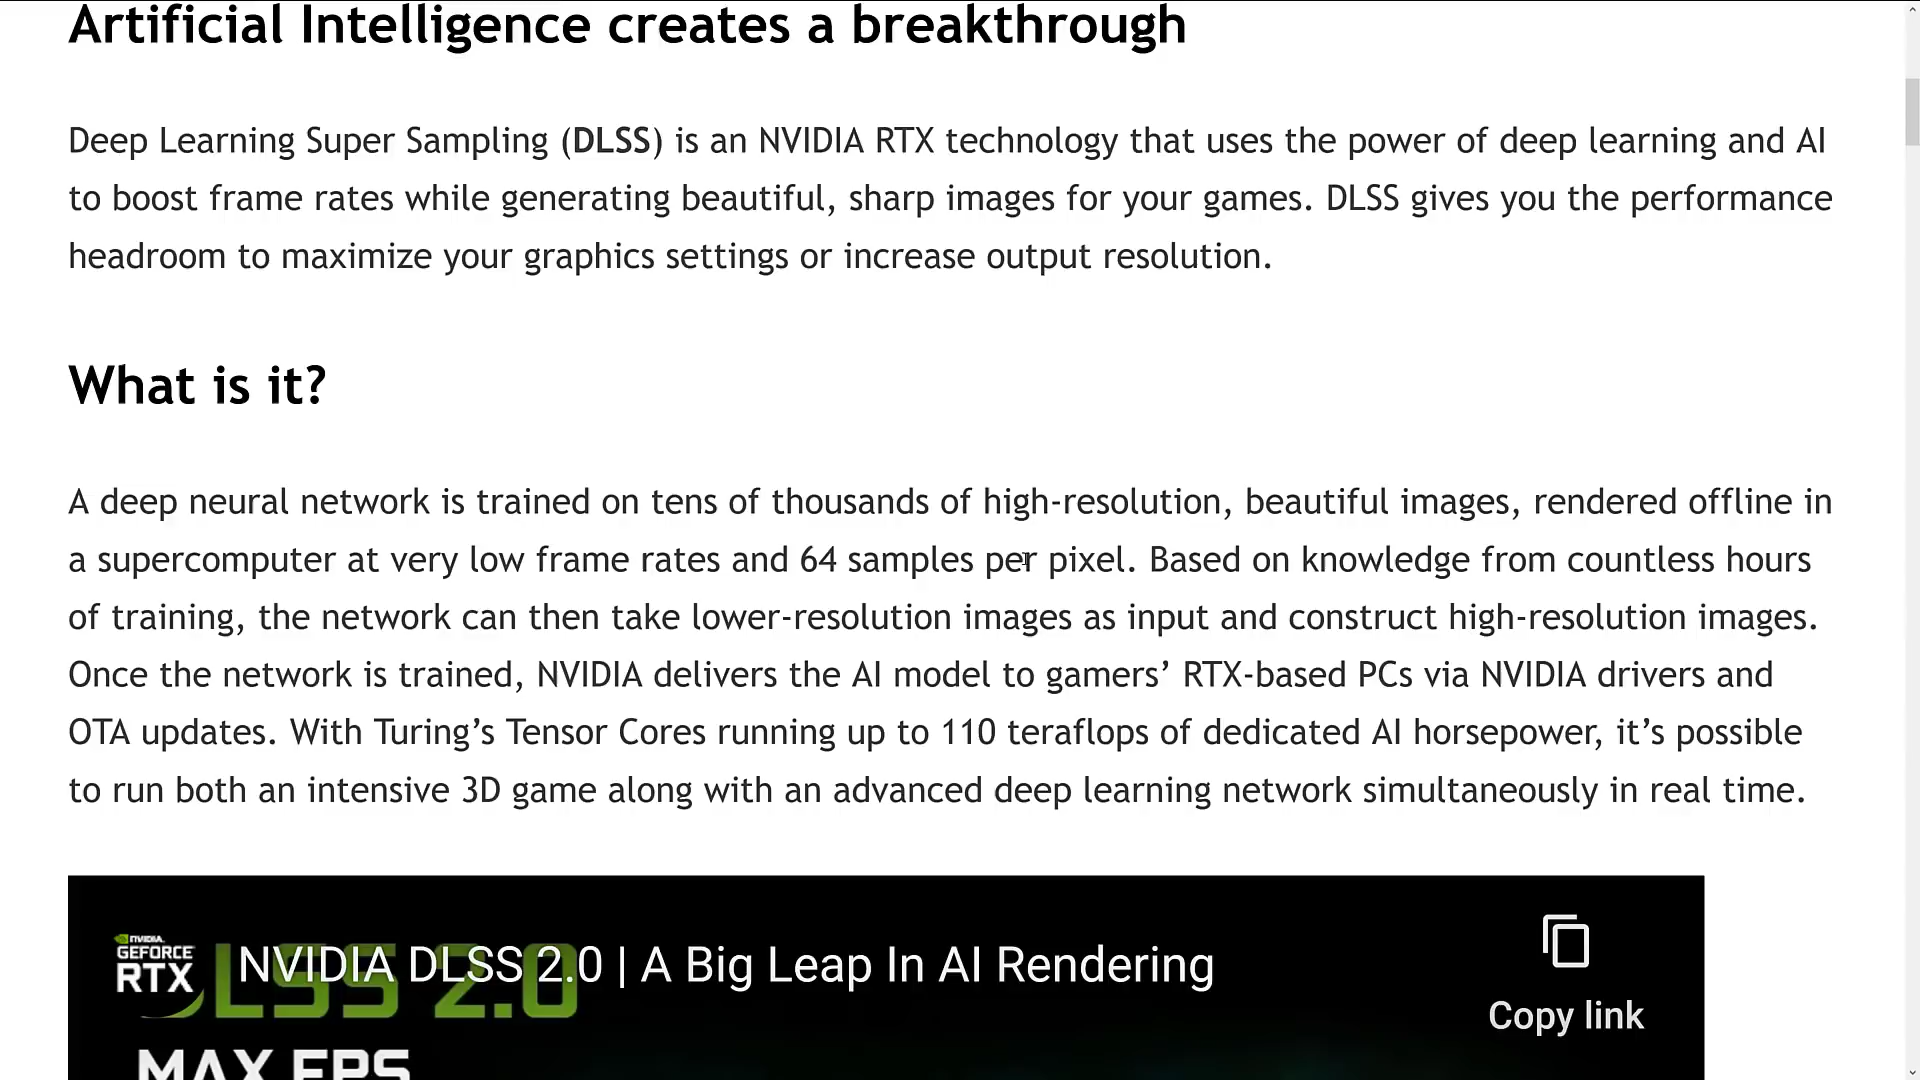 Artificial Intelligence creates a breakthrough
Deep Learning Super Sampling (DLSS) is an NVIDIA RTX technology that uses the power of deep learning and AI
to boost frame rates while generating beautiful, sharp images for your games. DLSS gives you the performance
headroom to maximize your graphics settings or increase output resolution.
What is it?
A deep neural network is trained on tens of thousands of high-resolution, beautiful images, rendered offline in
a supercomputer at very low frame rates and 64 samples per pixel. Based on knowledge from countless hours
of training, the network can then take lower-resolution images as input and construct high-resolution images.
Once the network is trained, NVIDIA delivers the AI model to gamers’ RTX-based PCs via NVIDIA drivers and
OTA updates. With Turing’s Tensor Cores running up to 110 teraflops of dedicated AI horsepower, it’s possible
to run both an intensive 3D game along with an advanced deep learning network simultaneously in real time.
NVIDIA.
GEFORCE
RTX
NVIDIA DLSS 2.0 | A Big Leap In AI Rendering
DLSS 2.0
Copy link
MAX FPS